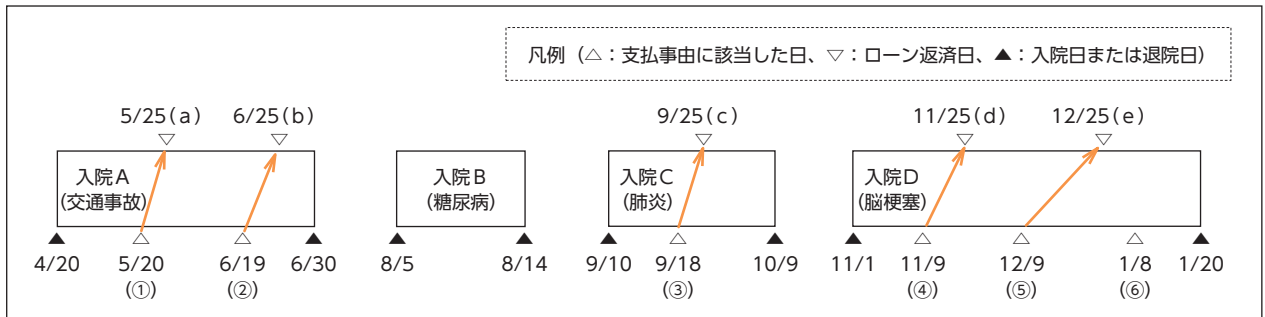 凡例（△：支払事由に該当した日、▽：ローン返済日、▲：入院日または退院日）
5/25(a) 6/25(b) 9/25(c) 11/25(d) 12/25(e)
入院A
(交通事故)
入院B
(糖尿病)
入院C
(肺炎)
入院D
(脳梗塞)
4/20 5/20 6/19 6/30 8/5 8/14 9/10 9/18 10/9 11/1 11/9 12/9 1/8 1/20
(①) (②) (③) (④) (⑤) (⑥)